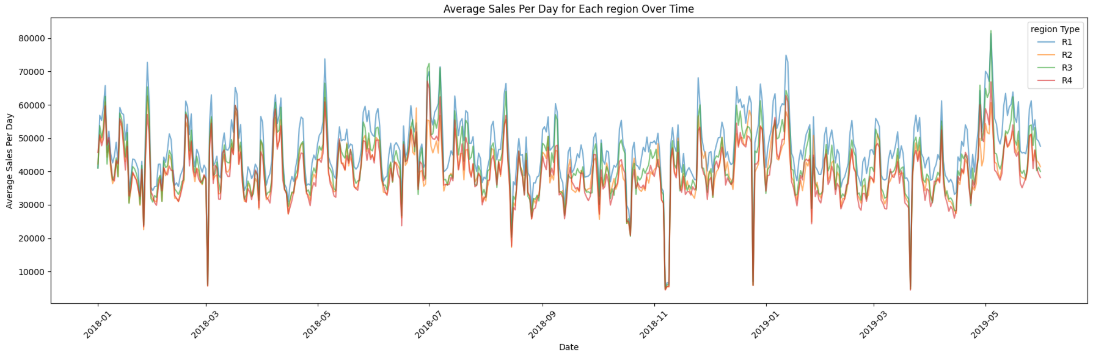 Average Sales Per Day for Each region Over Time
region Type
R1
R2
R3
R4
Average Sales Per Day
80000
70000
60000
50000
40000
30000
20000
10000
2018-01
2018-03
2018-05
2018-07
2018-09
2018-11
2019-01
2019-03
2019-05
Date